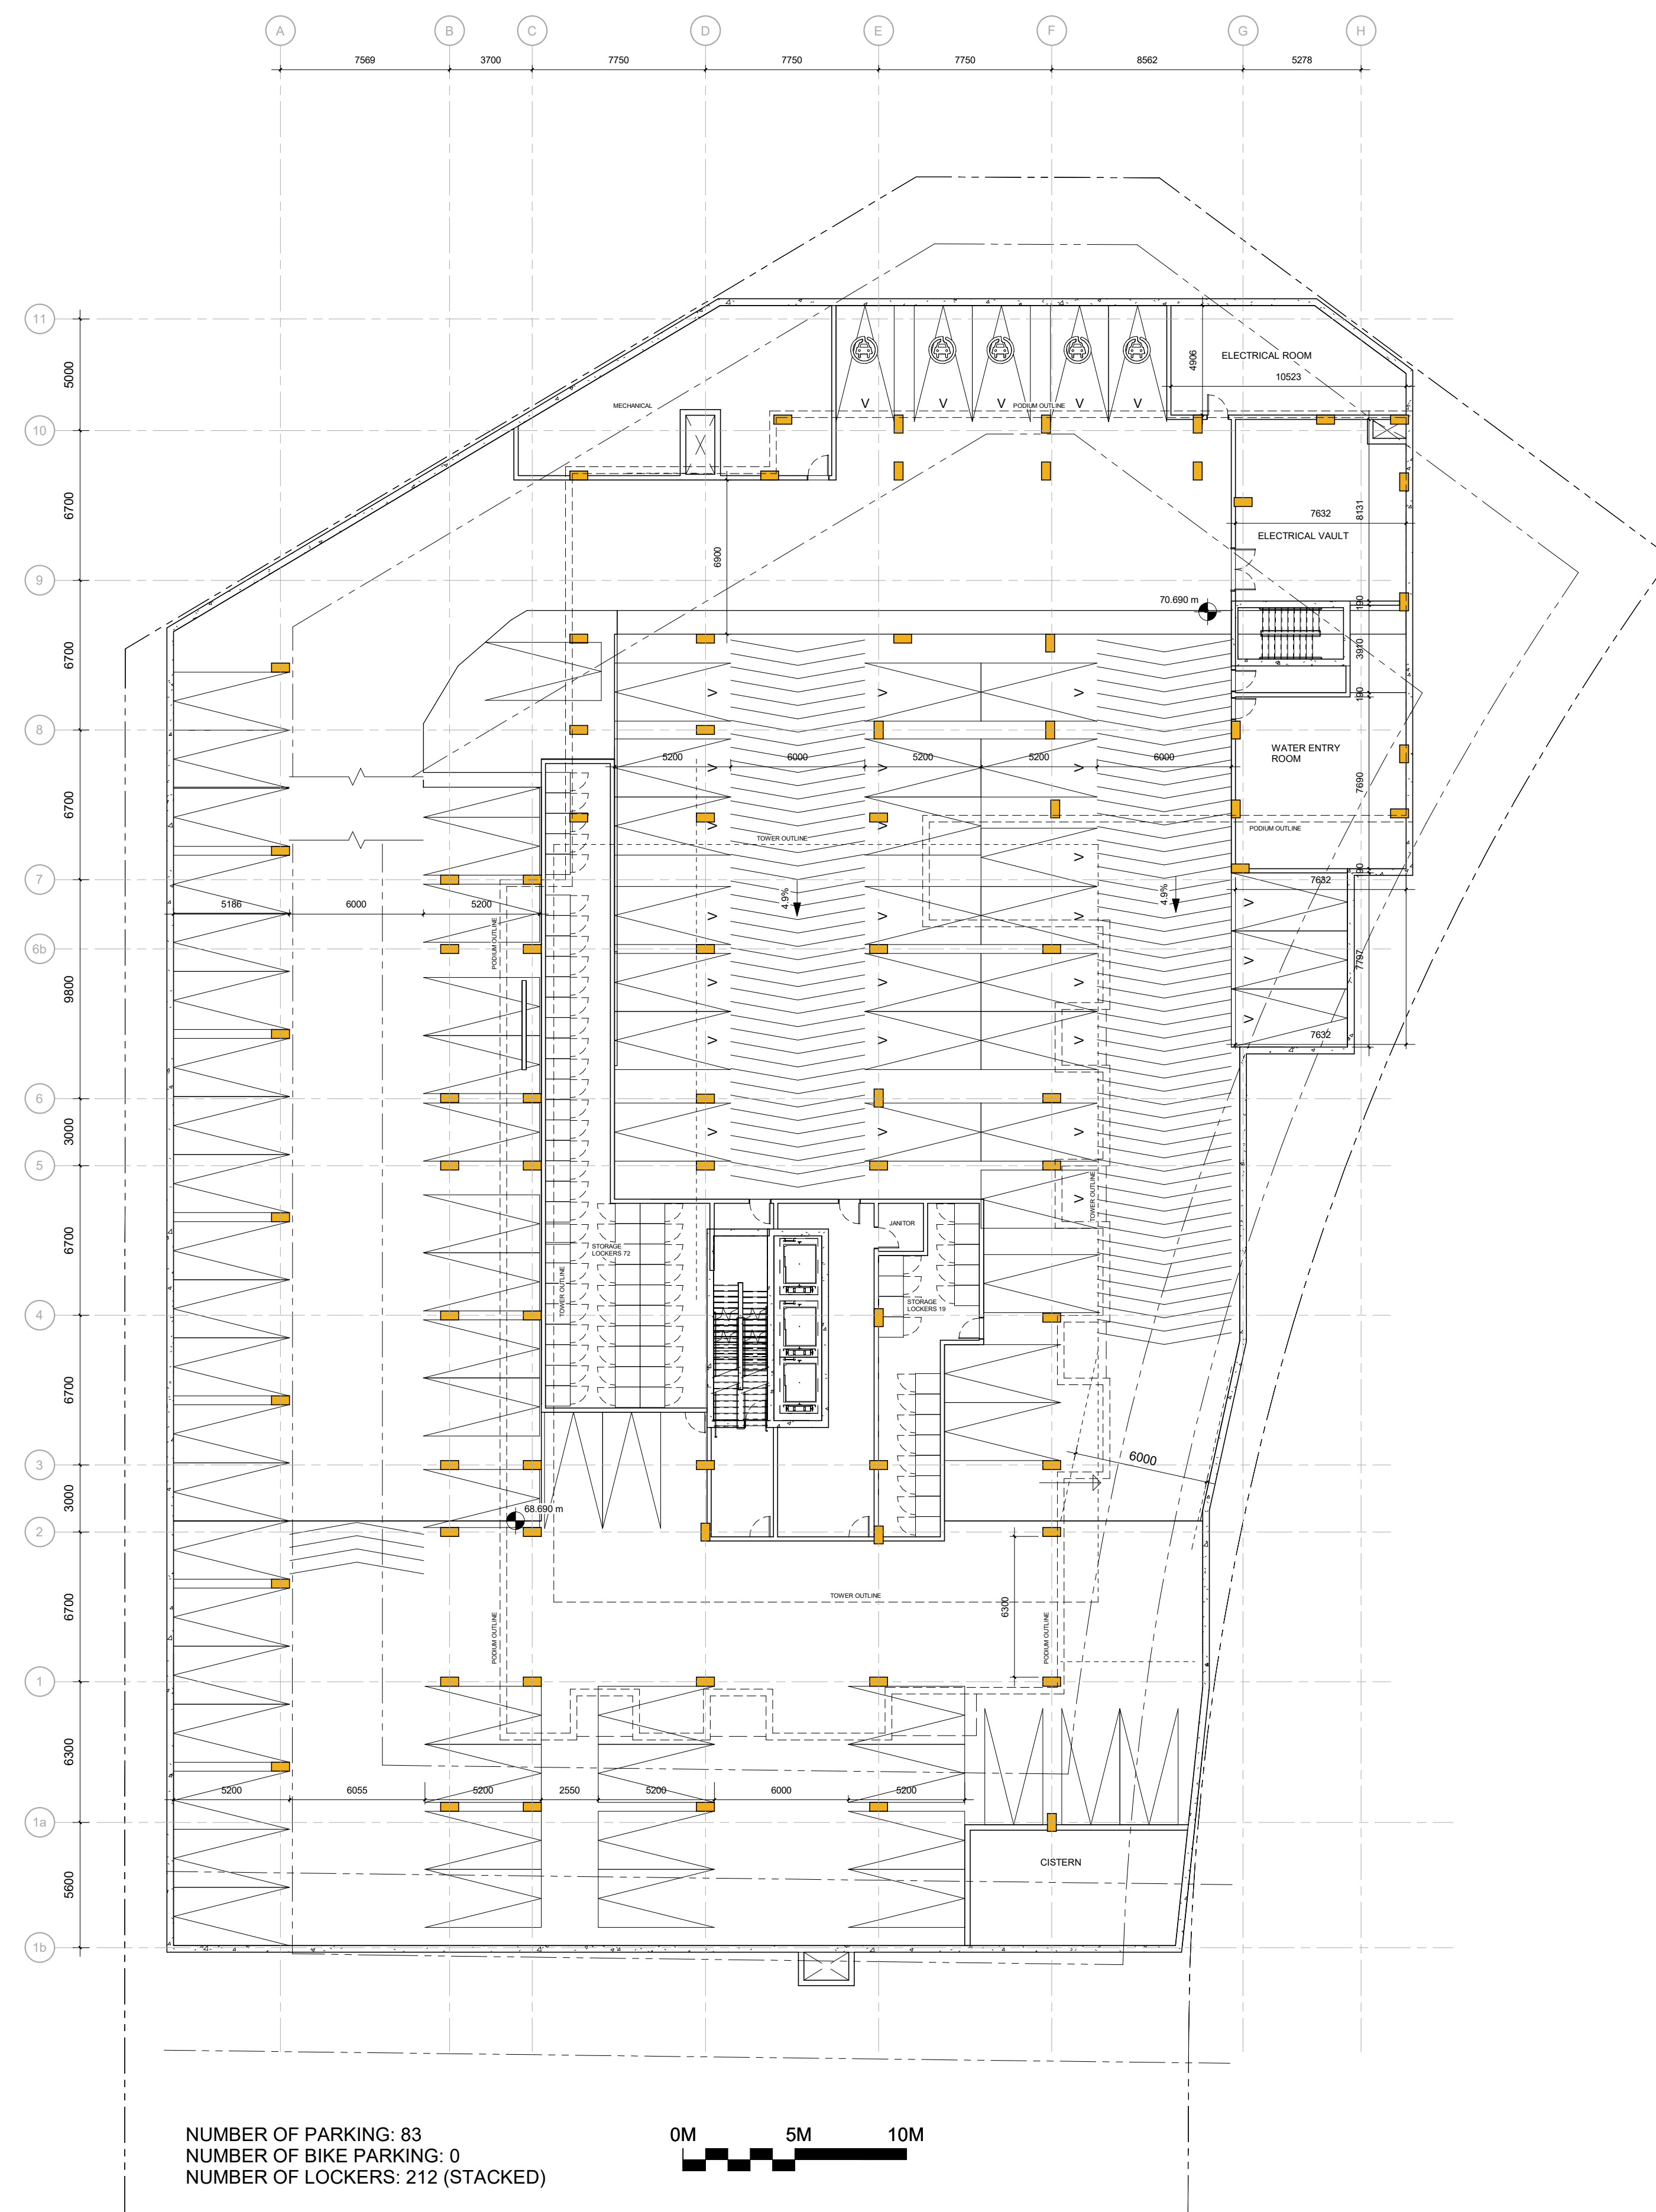 A B C D E F G H
7569 3700 7750 7750 7750 8562 5278
11
5000
4906
ELECTRICAL ROOM
10523
MECHANICAL
V V V PODIUM OUTLINE V V
10
6700
8131
7632
ELECTRICAL VAULT
6900
9
70.690 m
190
6700
3910
190
> > >
8
WATER ENTRY
ROOM
5200 6000 5200 5200 6000
> > >
7690
6700
TOWER OUTLINE
> >
PODIUM OUTLINE
>
190
7
7632
4.9% 4.9%
5186 6000 5200
>
> > >
PODIUM OUTLINE
6b
7797
>
> > >
9800
>
7632
> > >
6
3000
> > >
5
TOWER OUTLINE
>
JANITOR
6700
STORAGE
LOCKERS 72
TOWER OUTLINE
STORAGE
LOCKERS 19
4
6700
6000
3
3000
68.690 m
2
TOWER OUTLINE
6300
6700
PODIUM OUTLINE
PODIUM OUTLINE
1
6300
5200 6055 5200 2550 5200 6000 5200
1a
CISTERN
5600
1b
NUMBER OF PARKING: 83
NUMBER OF BIKE PARKING: 0
NUMBER OF LOCKERS: 212 (STACKED)
0M 5M 10M